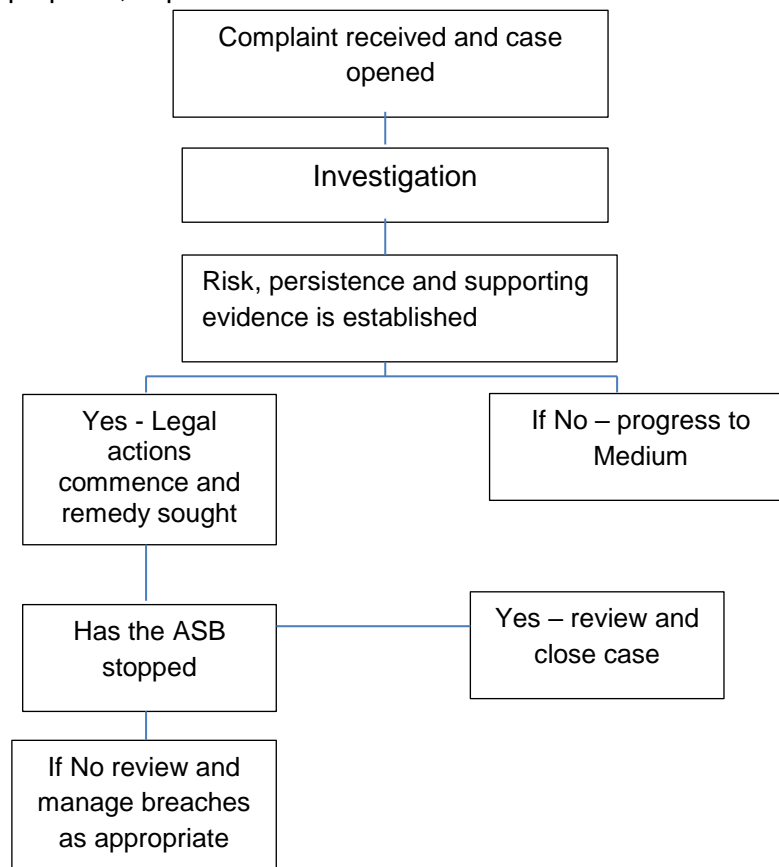 Complaint received and case
opened
Investigation
Risk, persistence and supporting
evidence is established
Yes - Legal
actions
commence and
remedy sought
If No – progress to
Medium
Has the ASB
stopped
Yes – review and
close case
If No review and
manage breaches
as appropriate